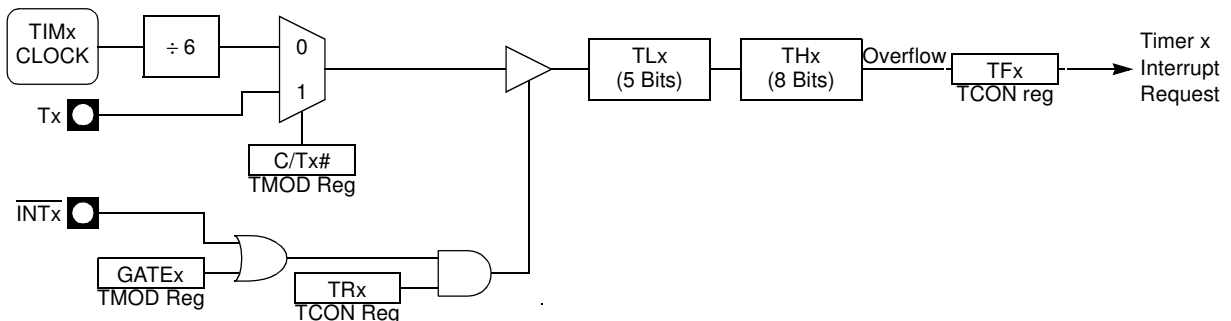 TIMx
CLOCK
÷ 6
0
1
Tx
C/Tx#
TMOD Reg
TLx
(5 Bits)
THx
(8 Bits)
Overflow
TFx
TCON reg
Timer x
Interrupt
Request
INTx
GATEx
TMOD Reg
TRx
TCON Reg